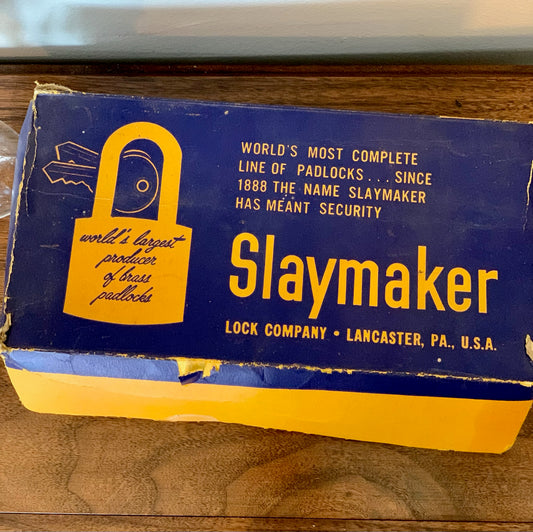 world's largest
producer
of brass
padlocks
WORLD'S MOST COMPLETE
LINE OF PADLOCKS . . . SINCE
1888 THE NAME SLAYMAKER
HAS MEANT SECURITY
Slaymaker
LOCK COMPANY • LANCASTER, PA., U.S.A.